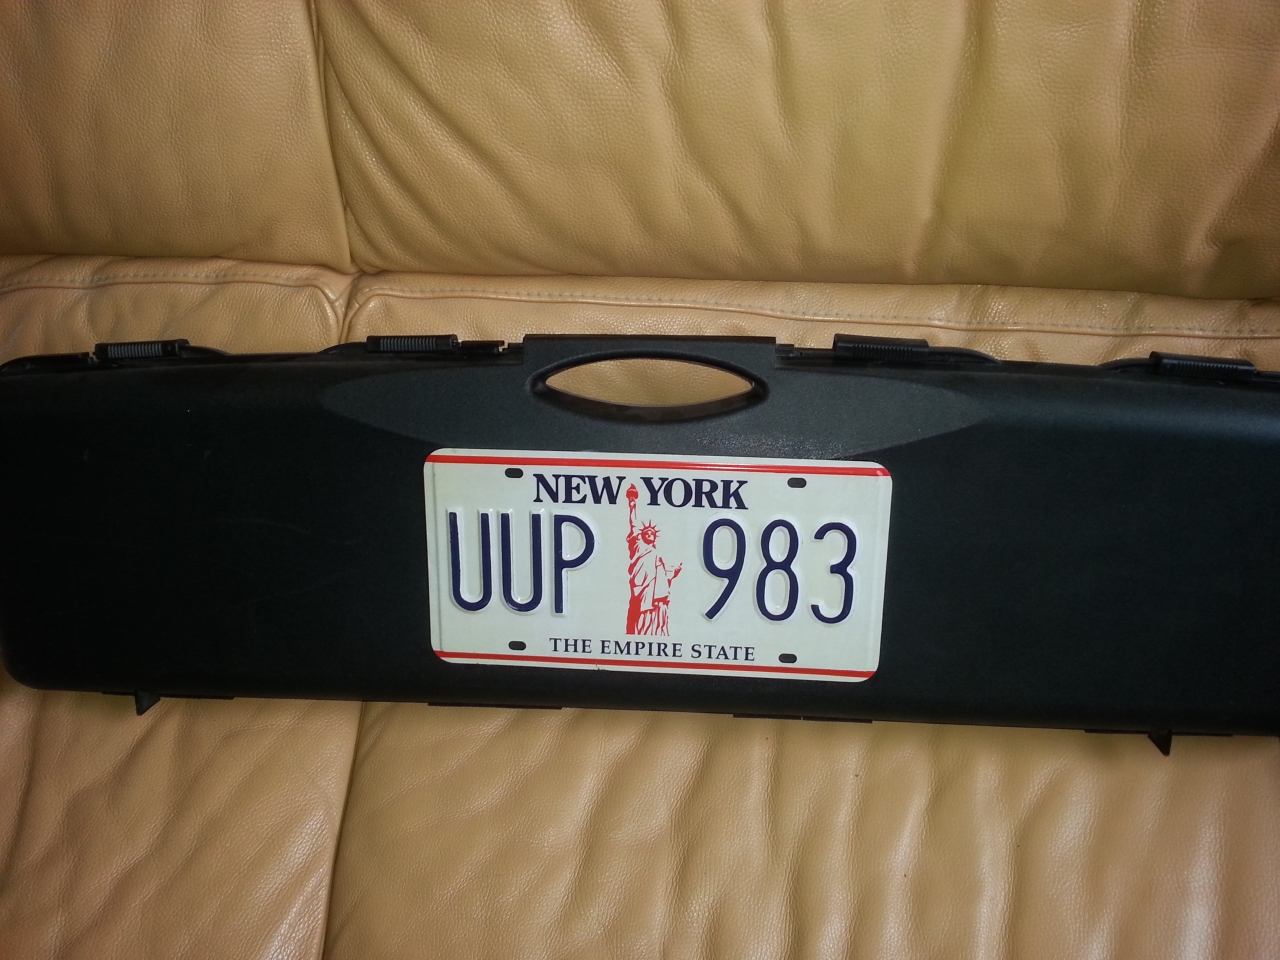 NEW YORK
UUP 983
THE EMPIRE STATE